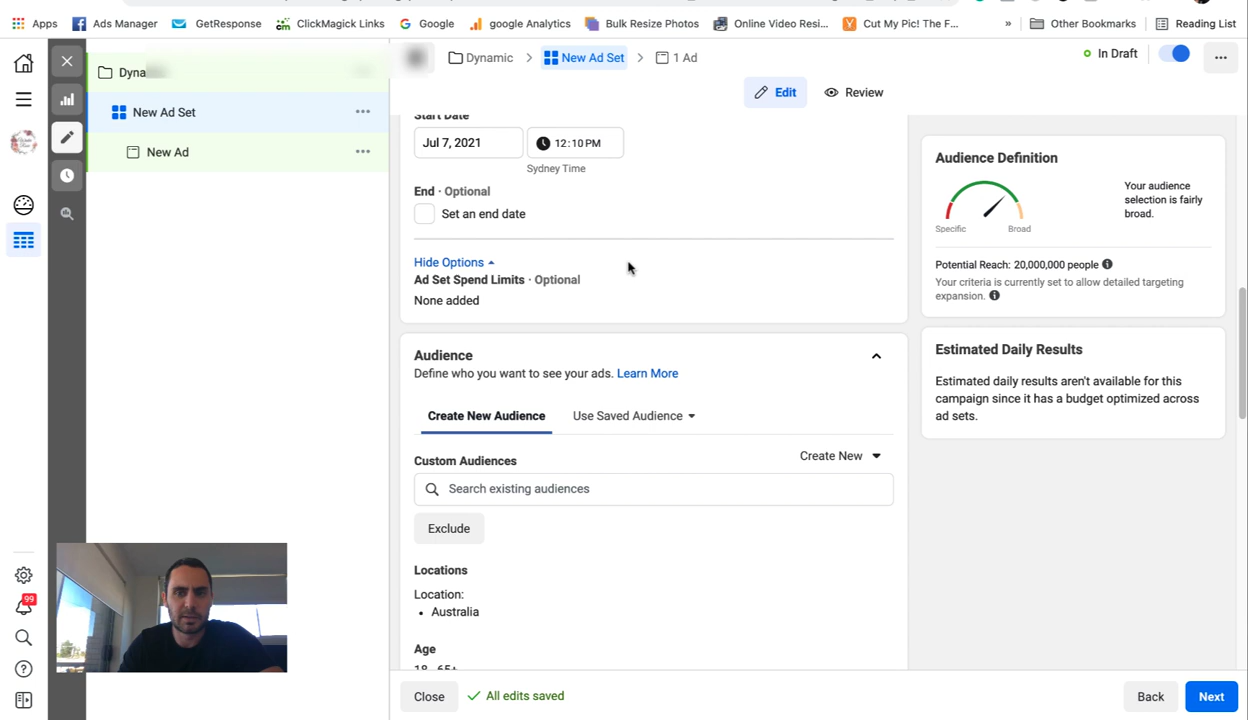 Apps
Ads Manager
GetResponse
ClickMagick Links
Google
google Analytics
Bulk Resize Photos
Online Video Resi...
Cut My Pic! The F...
»
Other Bookmarks
Reading List
Dyna
New Ad Set
New Ad
Dynamic
New Ad Set
1 Ad
In Draft
Edit
Review
Start Date
Jul 7, 2021
12:10PM
Sydney Time
End · Optional
Set an end date
Hide Options
Ad Set Spend Limits · Optional
None added
Audience
Define who you want to see your ads. Learn More
Create New Audience
Use Saved Audience
Custom Audiences
Create New
Search existing audiences
Exclude
Locations
Location:
• Australia
Age
18 - 65+
Audience Definition
Your audience
selection is fairly
broad.
Specific
Broad
Potential Reach: 20,000,000 people
Your criteria is currently set to allow detailed targeting
expansion.
Estimated Daily Results
Estimated daily results aren't available for this
campaign since it has a budget optimized across
ad sets.
99
Close
All edits saved
Back
Next